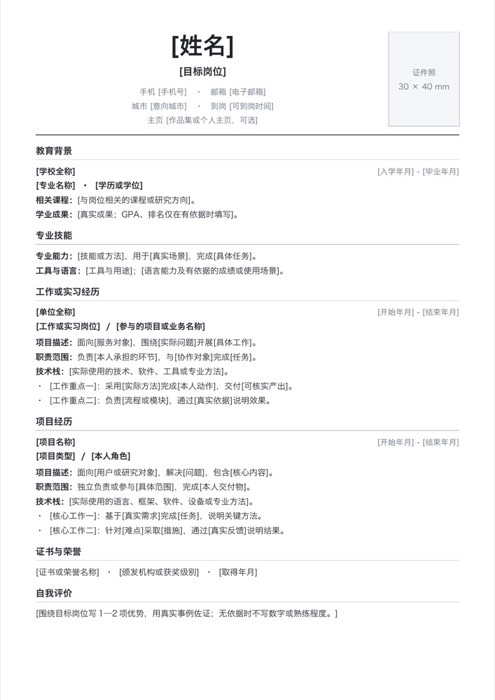 [姓名]
[目标岗位]
手机 [手机号] · 邮箱 [电子邮箱]
城市 [意向城市] · 到岗 [可到岗时间]
主页 [作品集或个人主页，可选]
证件照
30 × 40 mm
教育背景
[学校全称] [入学年月] - [毕业年月]
[专业名称] · [学历或学位]
相关课程：[与岗位相关的课程或研究方向]。
学业成果：[真实成果；GPA、排名仅在有依据时填写]。
专业技能
专业能力：[技能或方法]，用于[真实场景]，完成[具体任务]。
工具与语言：[工具与用途]；[语言能力及有依据的成绩或使用场景]。
工作或实习经历
[单位全称] [开始年月] - [结束年月]
[工作或实习岗位] / [参与的项目或业务名称]
项目描述：面向[服务对象]，围绕[实际问题]开展[具体工作]。
职责范围：负责[本人承担的环节]，与[协作对象]完成[任务]。
技术栈：[实际使用的技术、软件、工具或专业方法]。
· [工作重点一]：采用[实际方法]完成[本人动作]，交付[可核实产出]。
· [工作重点二]：负责[流程或模块]，通过[真实依据]说明效果。
项目经历
[项目名称] [开始年月] - [结束年月]
[项目类型] / [本人角色]
项目描述：面向[用户或研究对象]，解决[问题]，包含[核心内容]。
职责范围：独立负责或参与[具体范围]，完成[本人交付物]。
技术栈：[实际使用的语言、框架、软件、设备或专业方法]。
· [核心工作一]：基于[真实需求]完成[任务]，说明关键方法。
· [核心工作二]：针对[难点]采取[措施]，通过[真实反馈]说明结果。
证书与荣誉
[证书或荣誉名称] · [颁发机构或获奖级别] · [取得年月]
自我评价
[围绕目标岗位写 1—2 项优势，用真实事例佐证；无依据时不写数字或熟练程度。]